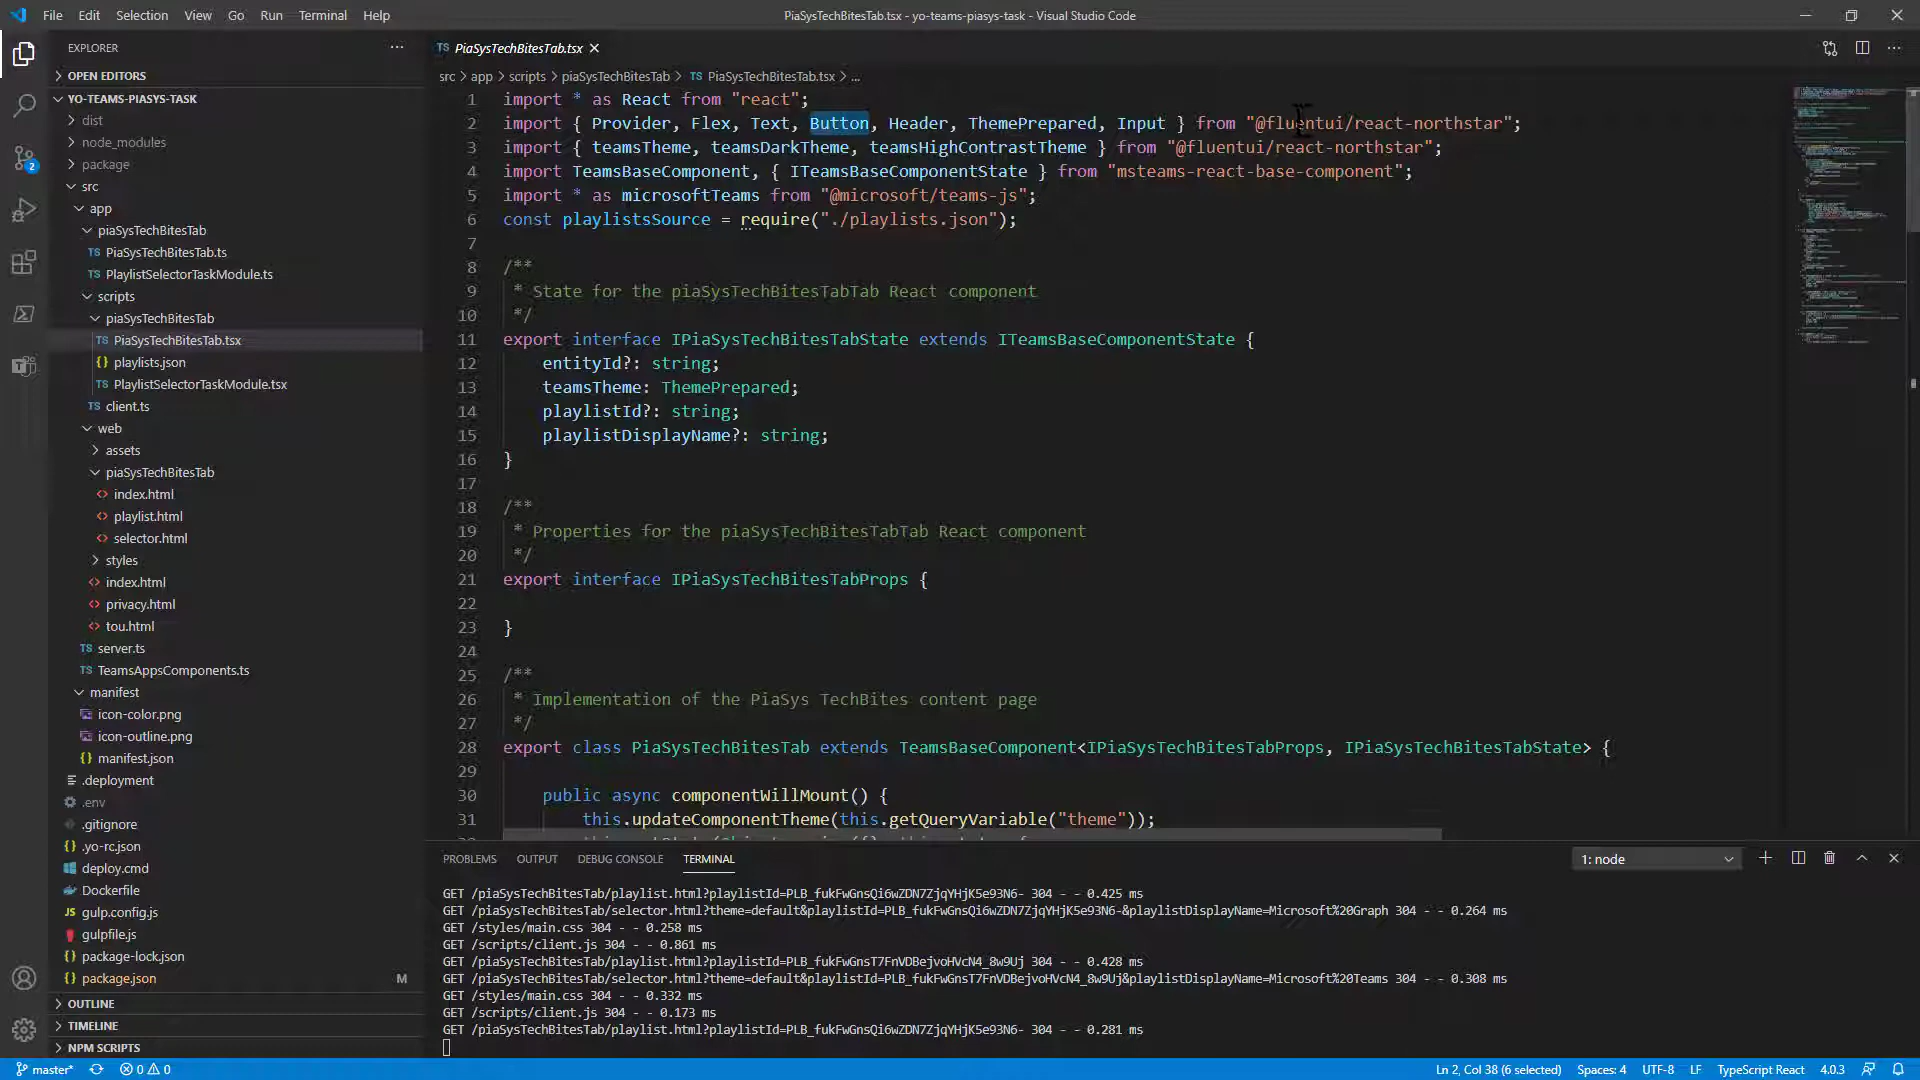 File Edit Selection View Go Run Terminal Help
PiaSysTechBitesTab.tsx - yo-teams-piasys-task - Visual Studio Code
EXPLORER
OPEN EDITORS
YO-TEAMS-PIASYS-TASK
dist
node_modules
package
src
app
piaSysTechBitesTab
TS PiaSysTechBitesTab.ts
TS PlaylistSelectorTaskModule.ts
scripts
piaSysTechBitesTab
TS PiaSysTechBitesTab.tsx
{} playlists.json
TS PlaylistSelectorTaskModule.tsx
TS client.ts
web
assets
piaSysTechBitesTab
<> index.html
<> playlist.html
<> selector.html
styles
<> index.html
<> privacy.html
<> tou.html
TS server.ts
TS TeamsAppsComponents.ts
manifest
icon-color.png
icon-outline.png
{} manifest.json
.deployment
.env
.gitignore
{} .yo-rc.json
deploy.cmd
Dockerfile
JS gulp.config.js
gulpfile.js
{} package-lock.json
{} package.json M
OUTLINE
TIMELINE
NPM SCRIPTS
2
TS PiaSysTechBitesTab.tsx
src > app > scripts > piaSysTechBitesTab > TS PiaSysTechBitesTab.tsx > ...
1 import * as React from "react";
2 import { Provider, Flex, Text, Button, Header, ThemePrepared, Input } from "@fluentui/react-northstar";
3 import { teamsTheme, teamsDarkTheme, teamsHighContrastTheme } from "@fluentui/react-northstar";
4 import TeamsBaseComponent, { ITeamsBaseComponentState } from "msteams-react-base-component";
5 import * as microsoftTeams from "@microsoft/teams-js";
6 const playlistsSource = require("./playlists.json");
7
8 /**
9 * State for the piaSysTechBitesTabTab React component
10 */
11 export interface IPiaSysTechBitesTabState extends ITeamsBaseComponentState {
12 entityId?: string;
13 teamsTheme: ThemePrepared;
14 playlistId?: string;
15 playlistDisplayName?: string;
16 }
17
18 /**
19 * Properties for the piaSysTechBitesTabTab React component
20 */
21 export interface IPiaSysTechBitesTabProps {
22
23 }
24
25 /**
26 * Implementation of the PiaSys TechBites content page
27 */
28 export class PiaSysTechBitesTab extends TeamsBaseComponent<IPiaSysTechBitesTabProps, IPiaSysTechBitesTabState> {
29
30 public async componentWillMount() {
31 this.updateComponentTheme(this.getQueryVariable("theme"));
PROBLEMS OUTPUT DEBUG CONSOLE TERMINAL
1: node
GET /piaSysTechBitesTab/playlist.html?playlistId=PLB_fukFwGnsQi6wZDN7ZjqYHjK5e93N6- 304 - - 0.425 ms
GET /piaSysTechBitesTab/selector.html?theme=default&playlistId=PLB_fukFwGnsQi6wZDN7ZjqYHjK5e93N6-&playlistDisplayName=Microsoft%20Graph 304 - - 0.264 ms
GET /styles/main.css 304 - - 0.258 ms
GET /scripts/client.js 304 - - 0.861 ms
GET /piaSysTechBitesTab/playlist.html?playlistId=PLB_fukFwGnsT7FnVDBejvoHVcN4_8w9Uj 304 - - 0.428 ms
GET /piaSysTechBitesTab/selector.html?theme=default&playlistId=PLB_fukFwGnsT7FnVDBejvoHVcN4_8w9Uj&playlistDisplayName=Microsoft%20Teams 304 - - 0.308 ms
GET /styles/main.css 304 - - 0.332 ms
GET /scripts/client.js 304 - - 0.173 ms
GET /piaSysTechBitesTab/playlist.html?playlistId=PLB_fukFwGnsQi6wZDN7ZjqYHjK5e93N6- 304 - - 0.281 ms
master* 0 0 Ln 2, Col 38 (6 selected) Spaces: 4 UTF-8 LF TypeScript React 4.0.3